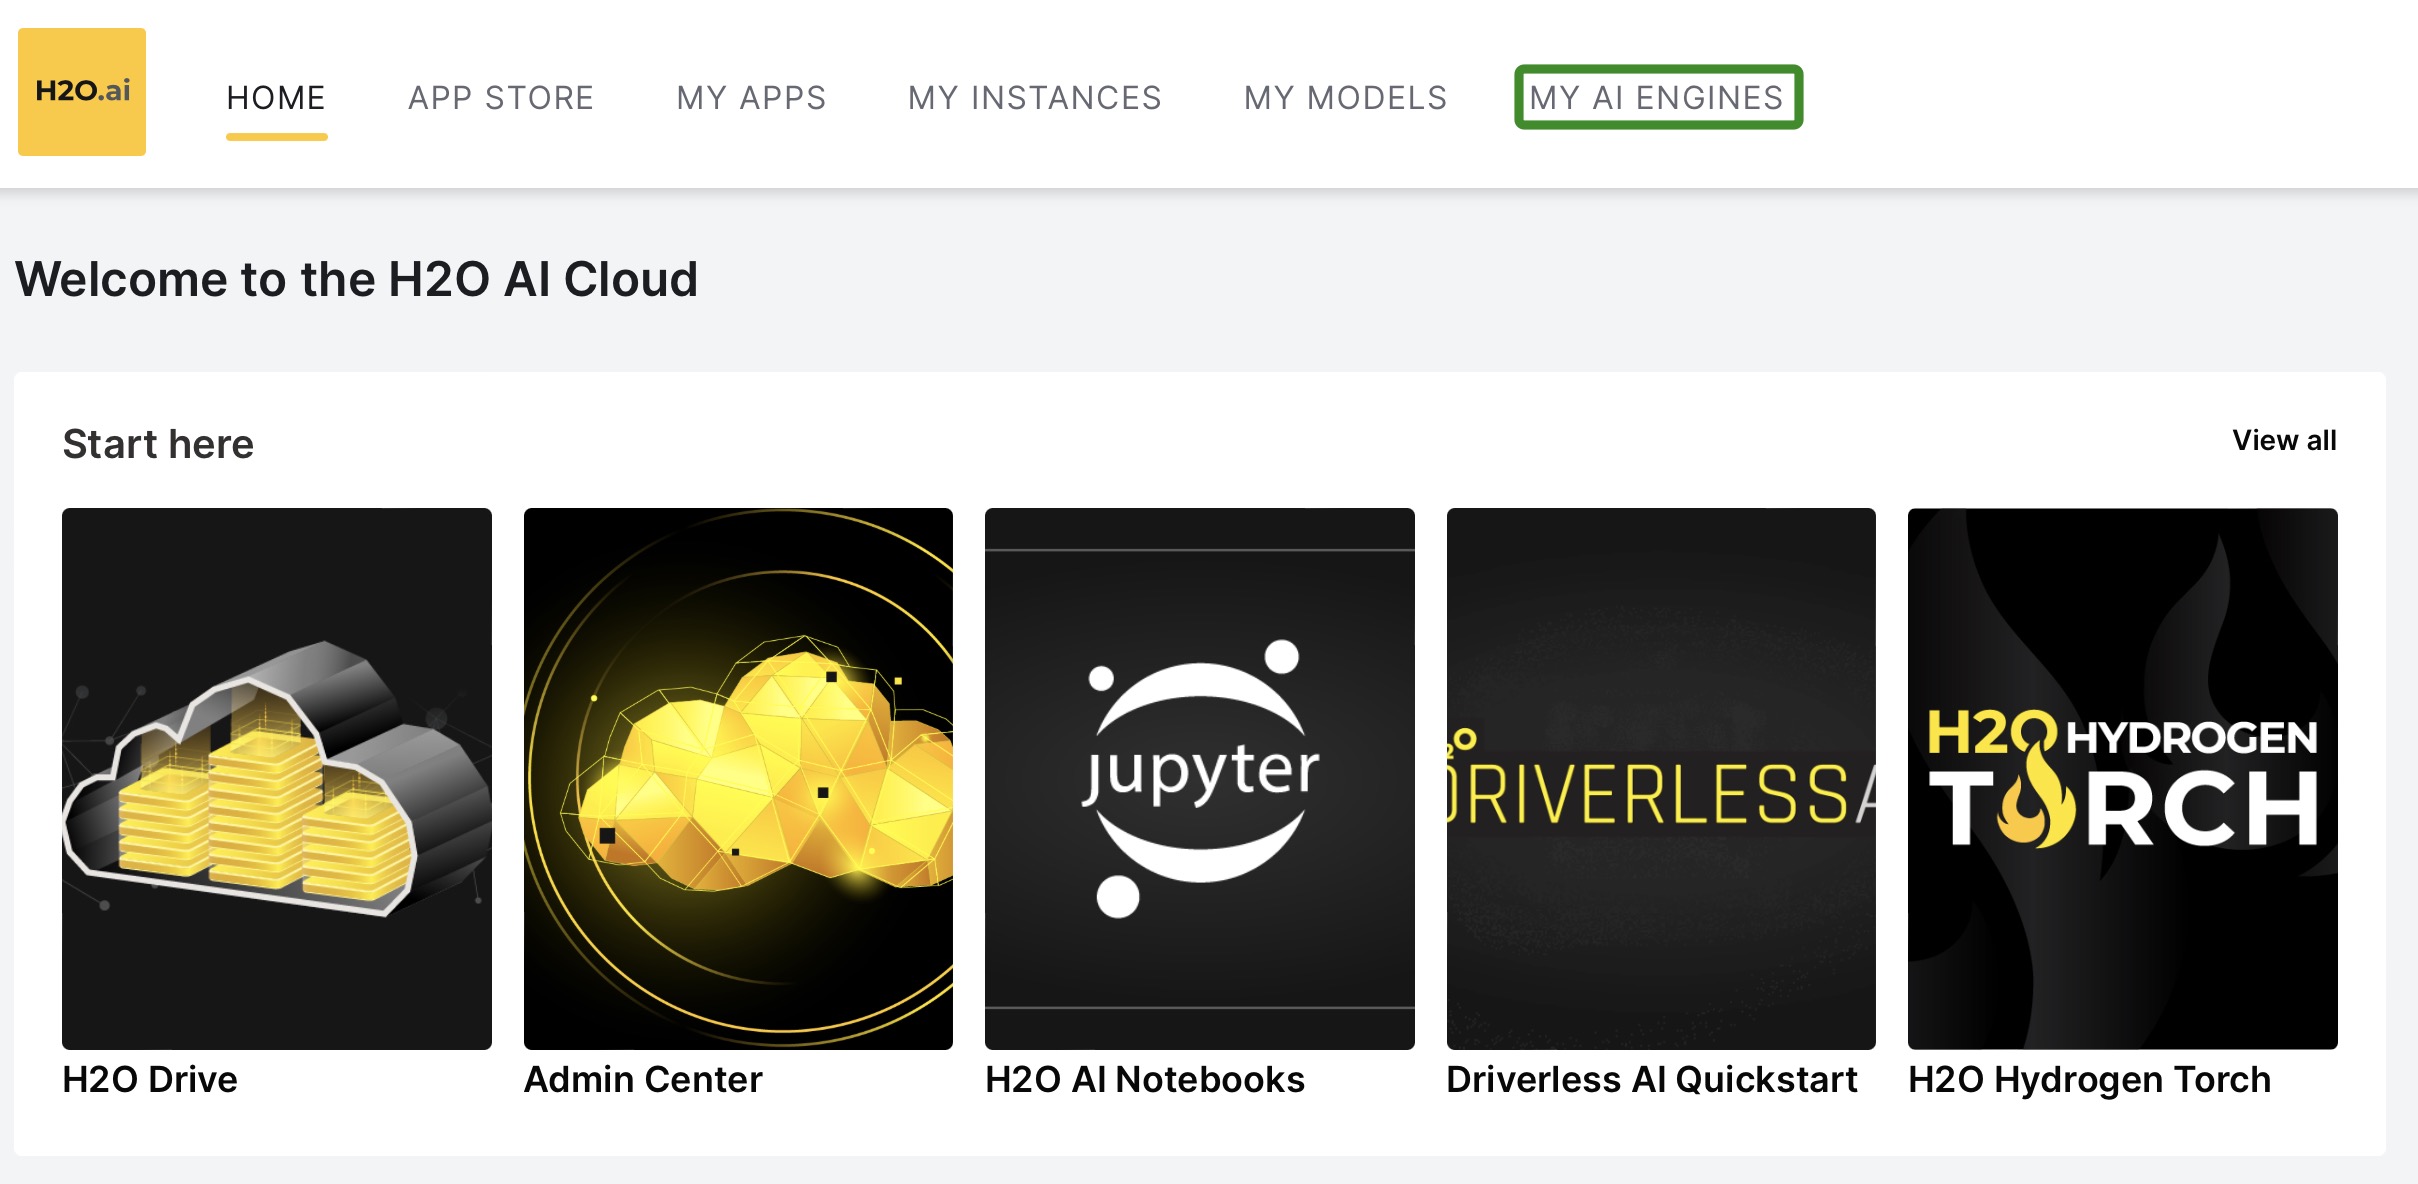 H2O.ai
HOME APP STORE MY APPS MY INSTANCES MY MODELS MY AI ENGINES
Welcome to the H2O AI Cloud
Start here View all
jupyter
H2O
DRIVERLESSA
H2O HYDROGEN
TORCH
H2O Drive Admin Center H2O AI Notebooks Driverless AI Quickstart H2O Hydrogen Torch